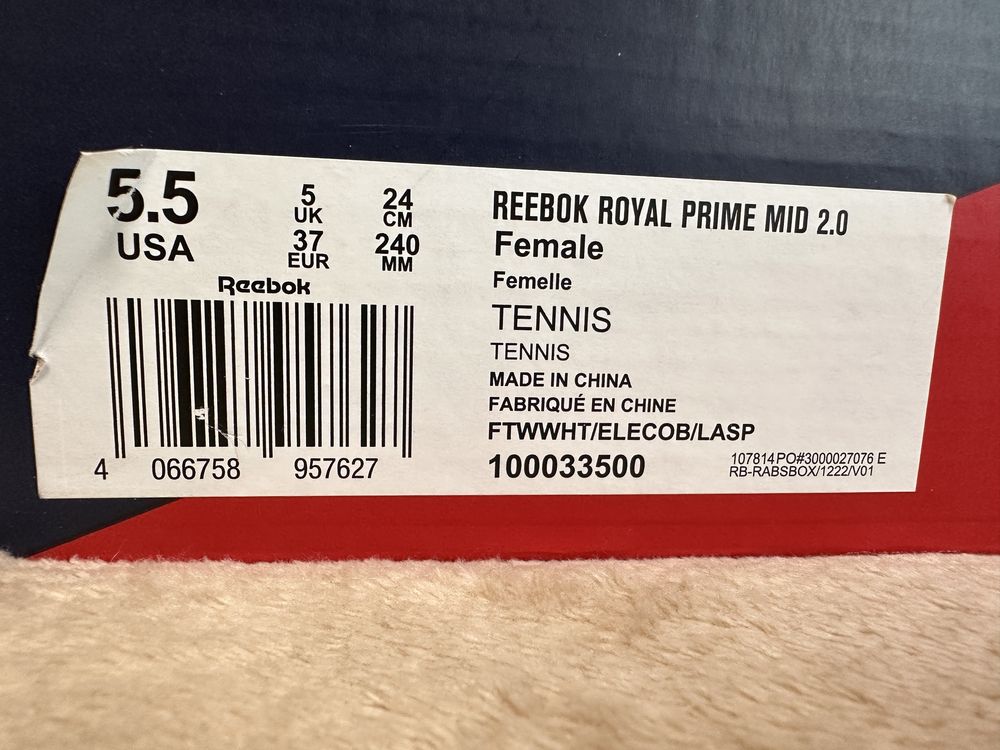 5.5
USA
5
UK
37
EUR
24
CM
240
MM
Reebok
4 066758 957627
REEBOK ROYAL PRIME MID 2.0
Female
Femelle
TENNIS
TENNIS
MADE IN CHINA
FABRIQUÉ EN CHINE
FTWWHT/ELECOB/LASP
100033500
107814PO#3000027076 E
RB-RABSBOX/1222/V01